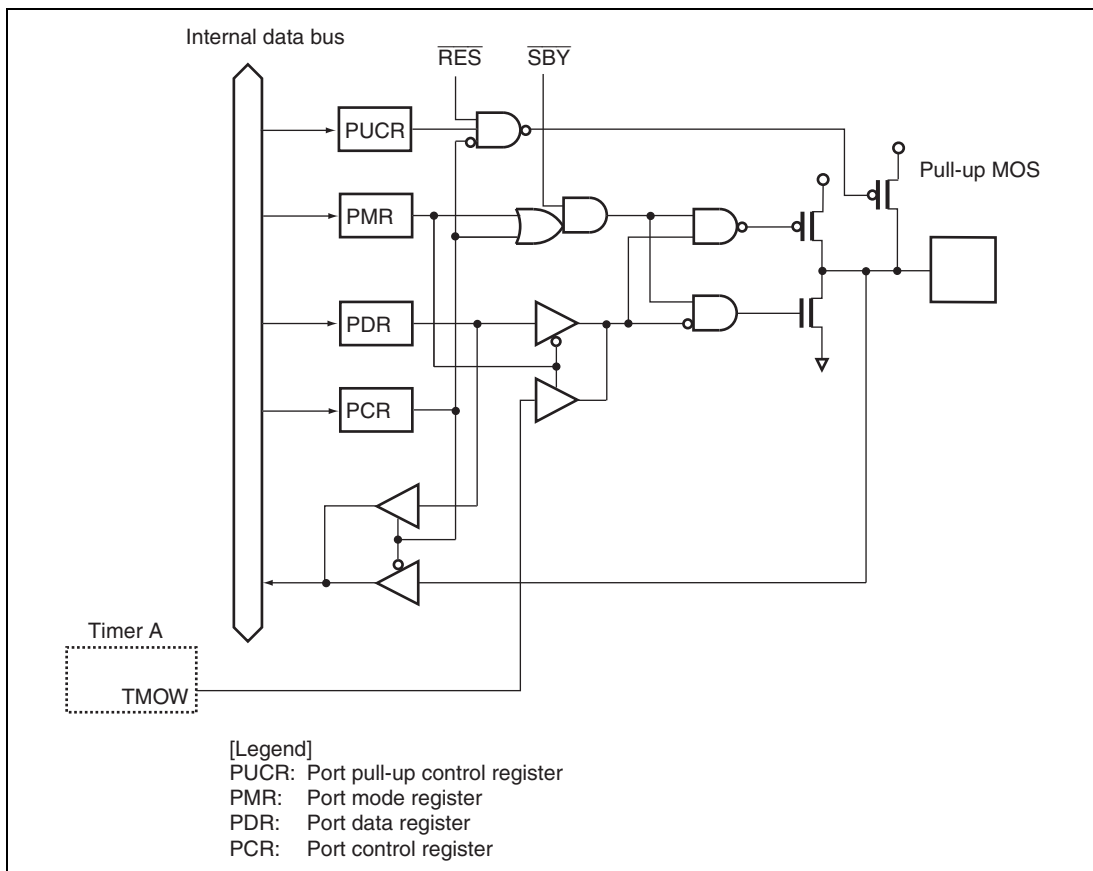 Internal data bus
RES
SBY
PUCR
Pull-up MOS
PMR
PDR
PCR
Timer A
TMOW
[Legend]
PUCR: Port pull-up control register
PMR: Port mode register
PDR: Port data register
PCR: Port control register